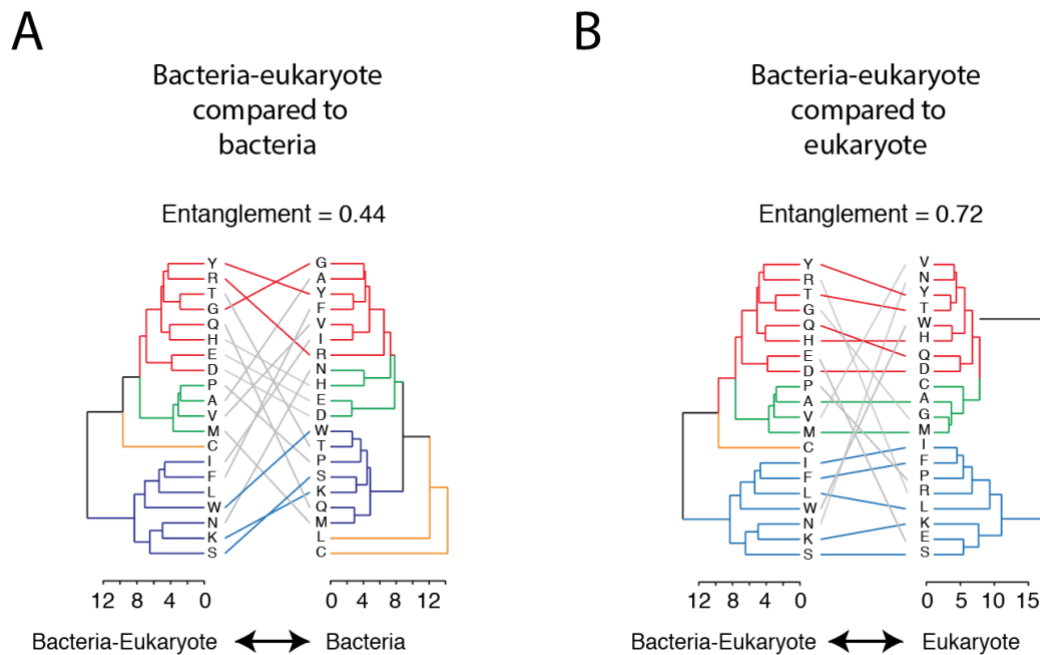 A
Bacteria-eukaryote
compared to
bacteria
Entanglement = 0.44
Y
R
T
G
Q
H
E
D
P
A
V
M
C
I
F
L
W
N
K
S
G
A
Y
F
V
I
R
N
H
E
D
W
T
P
S
K
Q
M
L
C
12 8 4 0
0 4 8 12
Bacteria-Eukaryote
Bacteria
B
Bacteria-eukaryote
compared to
eukaryote
Entanglement = 0.72
Y
R
T
G
Q
H
E
D
P
A
V
M
C
I
F
L
W
N
K
S
V
N
Y
T
W
H
Q
D
C
A
G
M
I
F
P
R
L
K
E
S
12 8 4 0
0 5 10 15
Bacteria-Eukaryote
Eukaryote